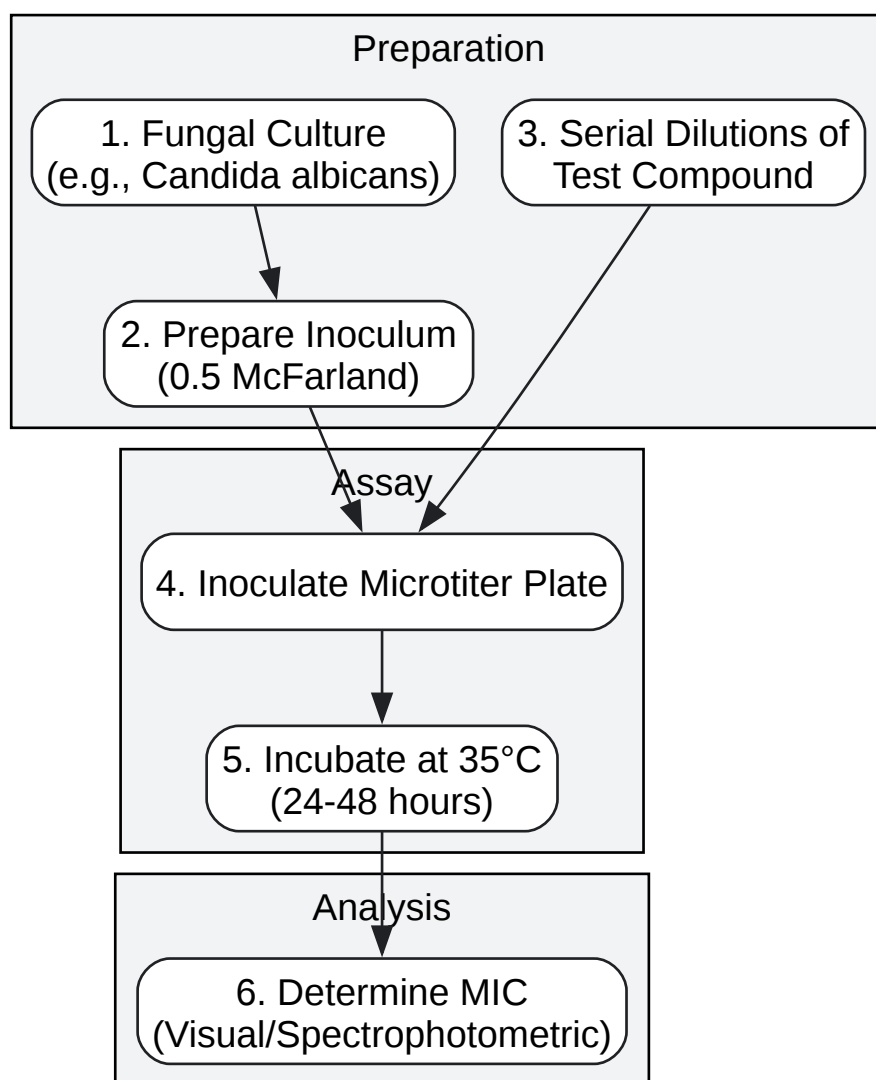 Preparation
1. Fungal Culture
(e.g., Candida albicans)
3. Serial Dilutions of
Test Compound
2. Prepare Inoculum
(0.5 McFarland)
Assay
4. Inoculate Microtiter Plate
5. Incubate at 35°C
(24-48 hours)
Analysis
6. Determine MIC
(Visual/Spectrophotometric)